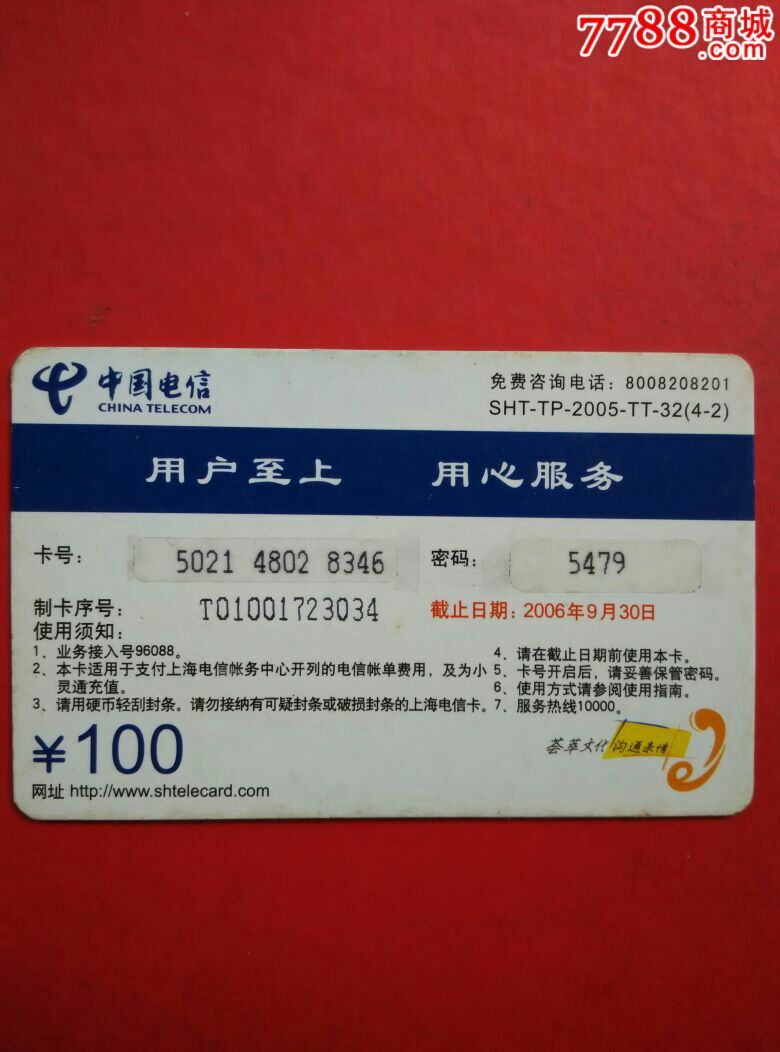 7788商城
.com
中国电信
CHINA TELECOM
免费咨询电话：8008208201
SHT-TP-2005-TT-32(4-2)
用户至上 用心服务
卡号： 5021 4802 8346 密码： 5479
制卡序号： T01001723034 截止日期：2006年9月30日
使用须知：
1、业务接入号96088。
2、本卡适用于支付上海电信帐务中心开列的电信帐单费用，及为小
灵通充值。
3、请用硬币轻刮封条。请勿接纳有可疑封条或破损封条的上海电信卡。
4、请在截止日期前使用本卡。
5、卡号开启后，请妥善保管密码。
6、使用方式请参阅使用指南。
7、服务热线10000。
¥100
荟萃文化 沟通亲情
网址 http://www.shtelecard.com